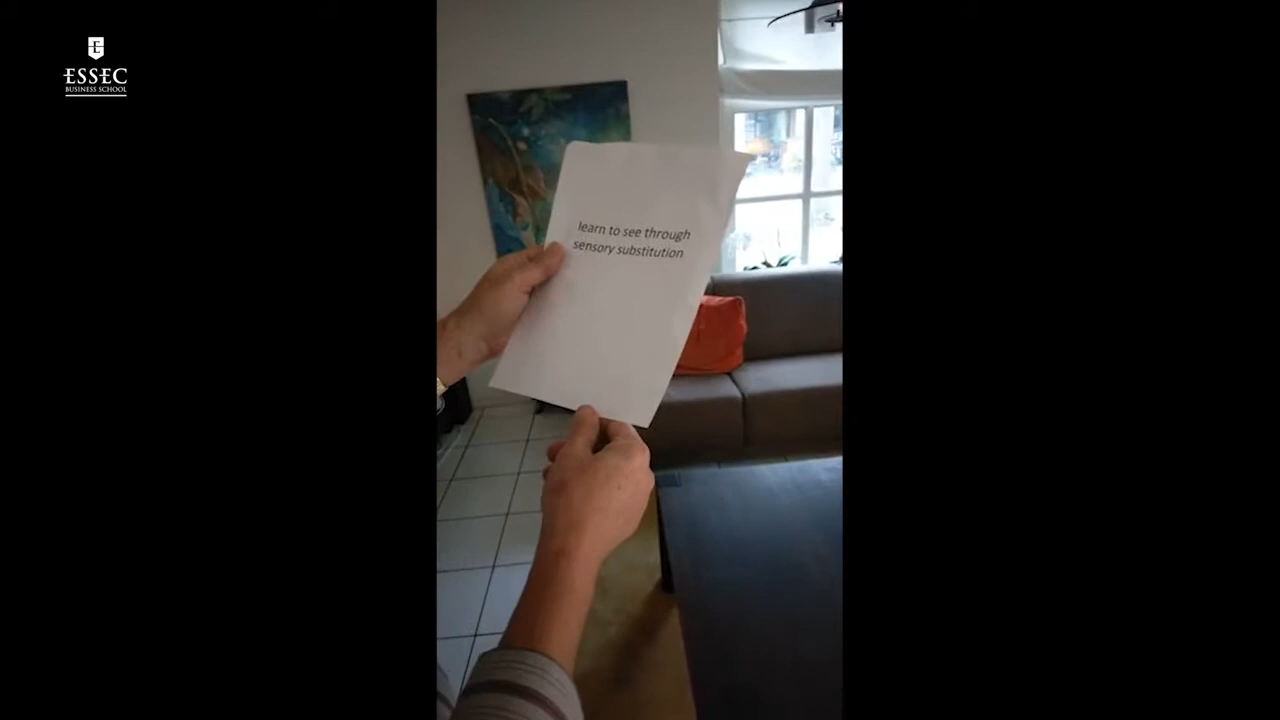 E
ESSEC
BUSINESS SCHOOL
learn to see through
sensory substitution